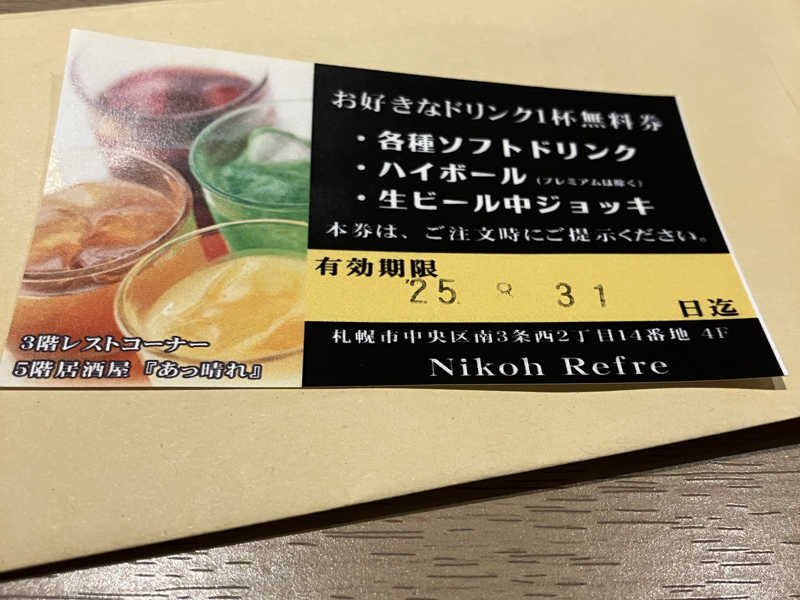 お好きなドリンク1杯無料券
・各種ソフトドリンク
・ハイボール（プレミアムは除く）
・生ビール中ジョッキ
本券は、ご注文時にご提示ください。
有効期限
'25. 31
日迄
札幌市中央区南3条西2丁目14番地 4F
Nikoh Refre
3階レストコーナー
5階居酒屋『あっ晴れ』